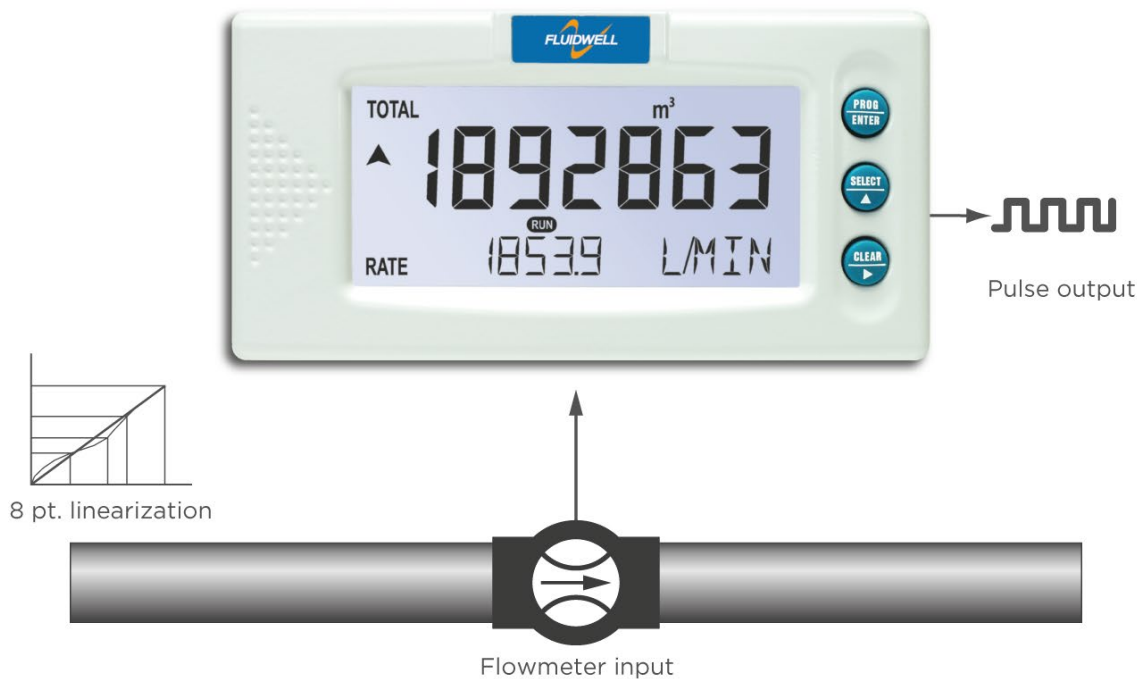 FLUIDWELL
TOTAL m³
1892863
RUN
RATE 1853.9 L/MIN
PROG
ENTER
SELECT
CLEAR
Pulse output
8 pt. linearization
Flowmeter input